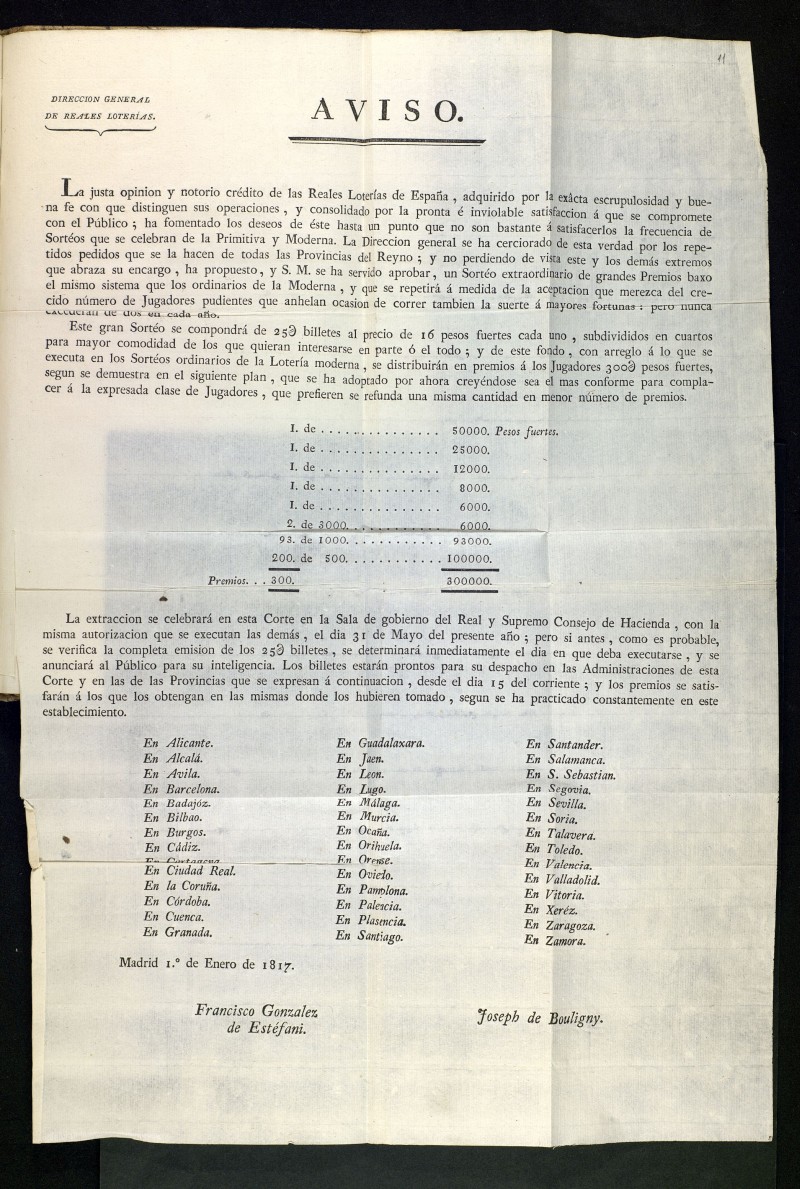 11
DIRECCION GENERAL
DE REALES LOTERÍAS.
AVISO.
La justa opinion y notorio crédito de las Reales Loterías de España , adquirido por la exâcta escrupulosidad y bue-
na fe con que distinguen sus operaciones , y consolidado por la pronta é inviolable satisfaccion á que se compromete
con el Público ; ha fomentado los deseos de éste hasta un punto que no son bastante á satisfacerlos la frecuencia de
Sortéos que se celebran de la Primitiva y Moderna. La Direccion general se ha cerciorado de esta verdad por los repe-
tidos pedidos que se la hacen de todas las Provincias del Reyno ; y no perdiendo de vista este y los demás extremos
que abraza su encargo , ha propuesto , y S. M. se ha servido aprobar, un Sortéo extraordinario de grandes Premios baxo
el mismo sistema que los ordinarios de la Moderna , y que se repetirá á medida de la aceptacion que merezca del cre-
cido número de Jugadores pudientes que anhelan ocasion de correr tambien la suerte á mayores fortunas : pero nunca
excederán de dos en cada año.
Este gran Sortéo se compondrá de 25Ə billetes al precio de 16 pesos fuertes cada uno , subdivididos en cuartos
para mayor comodidad de los que quieran interesarse en parte ó el todo ; y de este fondo , con arreglo á lo que se
executa en los Sortéos ordinarios de la Lotería moderna , se distribuirán en premios á los Jugadores 300Ə pesos fuertes,
segun se demuestra en el siguiente plan , que se ha adoptado por ahora creyéndose sea el mas conforme para compla-
cer á la expresada clase de Jugadores , que prefieren se refunda una misma cantidad en menor número de premios.
1. de . . . . . . . . . . . . . . . 50000. Pesos fuertes.
1. de . . . . . . . . . . . . . . . 25000.
1. de . . . . . . . . . . . . . . . 12000.
1. de . . . . . . . . . . . . . . . 8000.
1. de . . . . . . . . . . . . . . . 6000.
2. de 3000. . . . . . . . . . . . 6000.
93. de 1000. . . . . . . . . . . . 93000.
200. de 500. . . . . . . . . . . . 100000.
Premios. . . 300. 300000.
La extraccion se celebrará en esta Corte en la Sala de gobierno del Real y Supremo Consejo de Hacienda , con la
misma autorizacion que se executan las demás , el dia 31 de Mayo del presente año ; pero si antes , como es probable,
se verifica la completa emision de los 25Ə billetes , se determinará inmediatamente el dia en que deba executarse , y se
anunciará al Público para su inteligencia. Los billetes estarán prontos para su despacho en las Administraciones de esta
Corte y en las de las Provincias que se expresan á continuacion , desde el dia 15 del corriente ; y los premios se satis-
farán á los que los obtengan en las mismas donde los hubieren tomado , segun se ha practicado constantemente en este
establecimiento.
En Alicante.
En Alcalá.
En Avila.
En Barcelona.
En Badajóz.
En Bilbao.
En Burgos.
En Cádiz.
En Cartagena.
En Ciudad Real.
En la Coruña.
En Córdoba.
En Cuenca.
En Granada.
En Guadalaxara.
En Jaen.
En Leon.
En Lugo.
En Málaga.
En Murcia.
En Ocaña.
En Orihuela.
En Orense.
En Oviedo.
En Pamplona.
En Palencia.
En Plasencia.
En Santiago.
En Santander.
En Salamanca.
En S. Sebastian.
En Segovia.
En Sevilla.
En Soria.
En Talavera.
En Toledo.
En Valencia.
En Valladolid.
En Vitoria.
En Xeréz.
En Zaragoza.
En Zamora.
Madrid 1.º de Enero de 1817.
Francisco Gonzalez
de Estéfani.
Joseph de Bouligny.